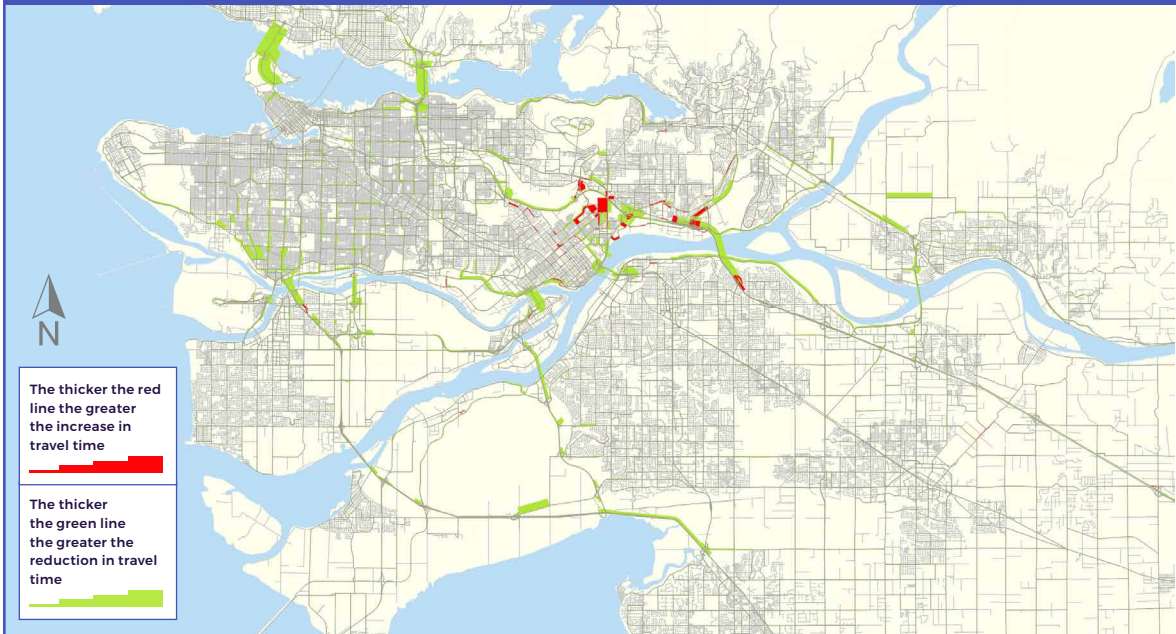 N
The thicker the red
line the greater
the increase in
travel time
The thicker
the green line
the greater the
reduction in travel
time